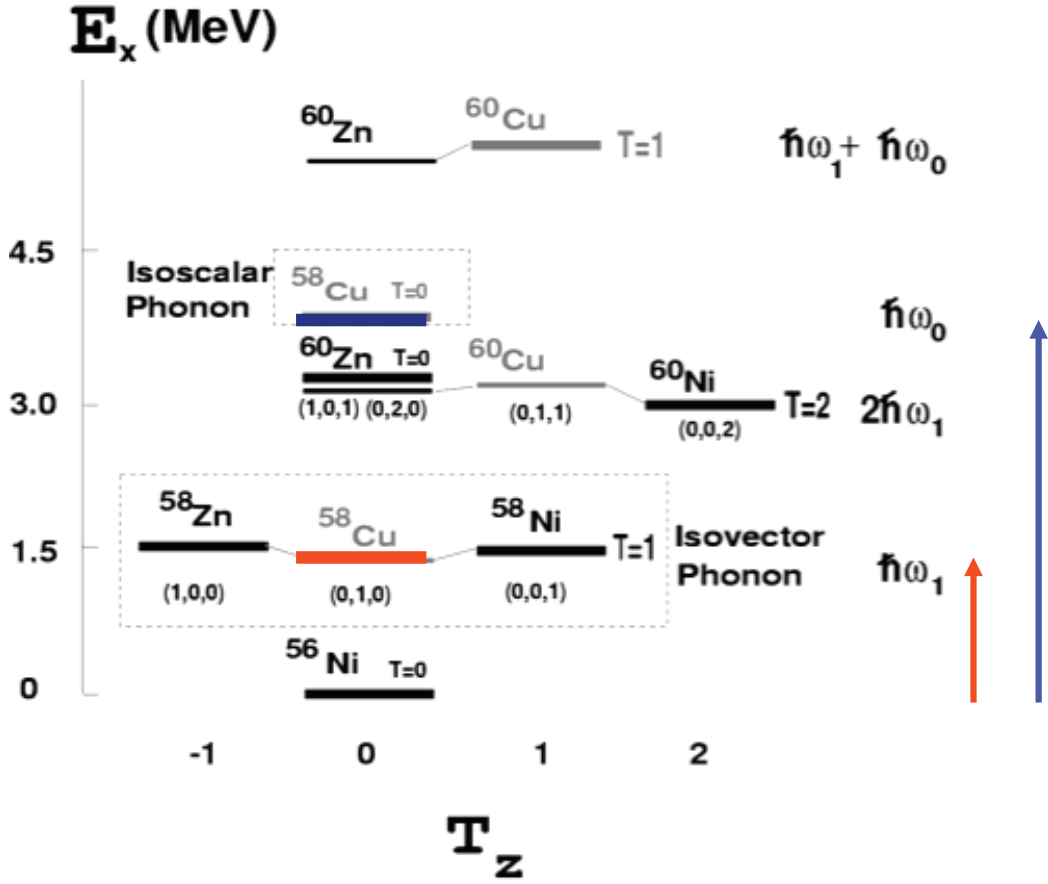 E_x (MeV)
⁶⁰Zn ⁶⁰Cu T=1 ħω₁ + ħω₀
4.5
Isoscalar Phonon
⁵⁸Cu T=0 ħω₀
⁶⁰Zn T=0 ⁶⁰Cu ⁶⁰Ni
3.0 T=2 2ħω₁
(1,0,1) (0,2,0) (0,1,1) (0,0,2)
⁵⁸Zn ⁵⁸Cu ⁵⁸Ni
1.5 T=1 Isovector Phonon ħω₁
(1,0,0) (0,1,0) (0,0,1)
⁵⁶Ni T=0
0
-1 0 1 2
T_z